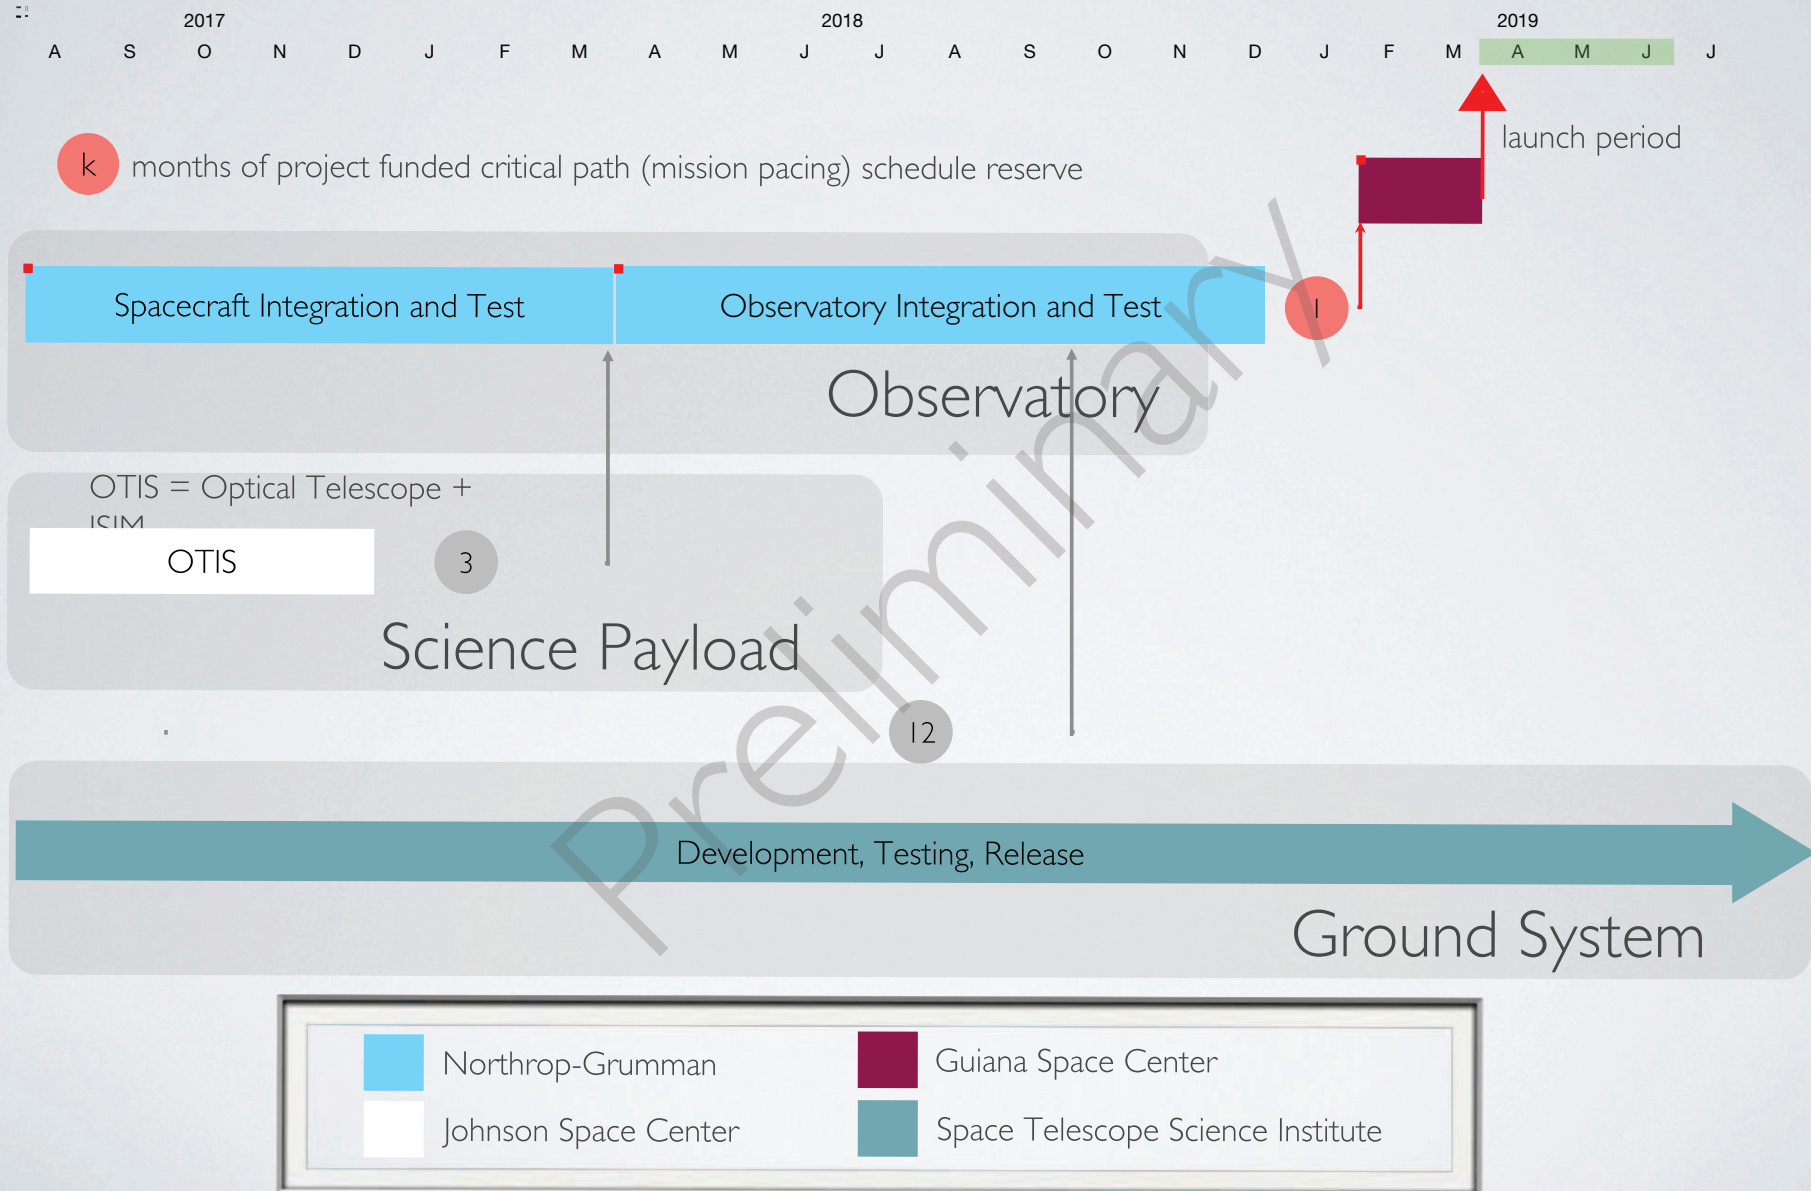 2017 2018 2019
A S O N D J F M A M J J A S O N D J F M A M J J
launch period
k months of project funded critical path (mission pacing) schedule reserve
Spacecraft Integration and Test Observatory Integration and Test 1
Observatory
OTIS = Optical Telescope +
ISIM
OTIS 3
Science Payload
12
Preliminary
Development, Testing, Release
Ground System
Northrop-Grumman Guiana Space Center
Johnson Space Center Space Telescope Science Institute